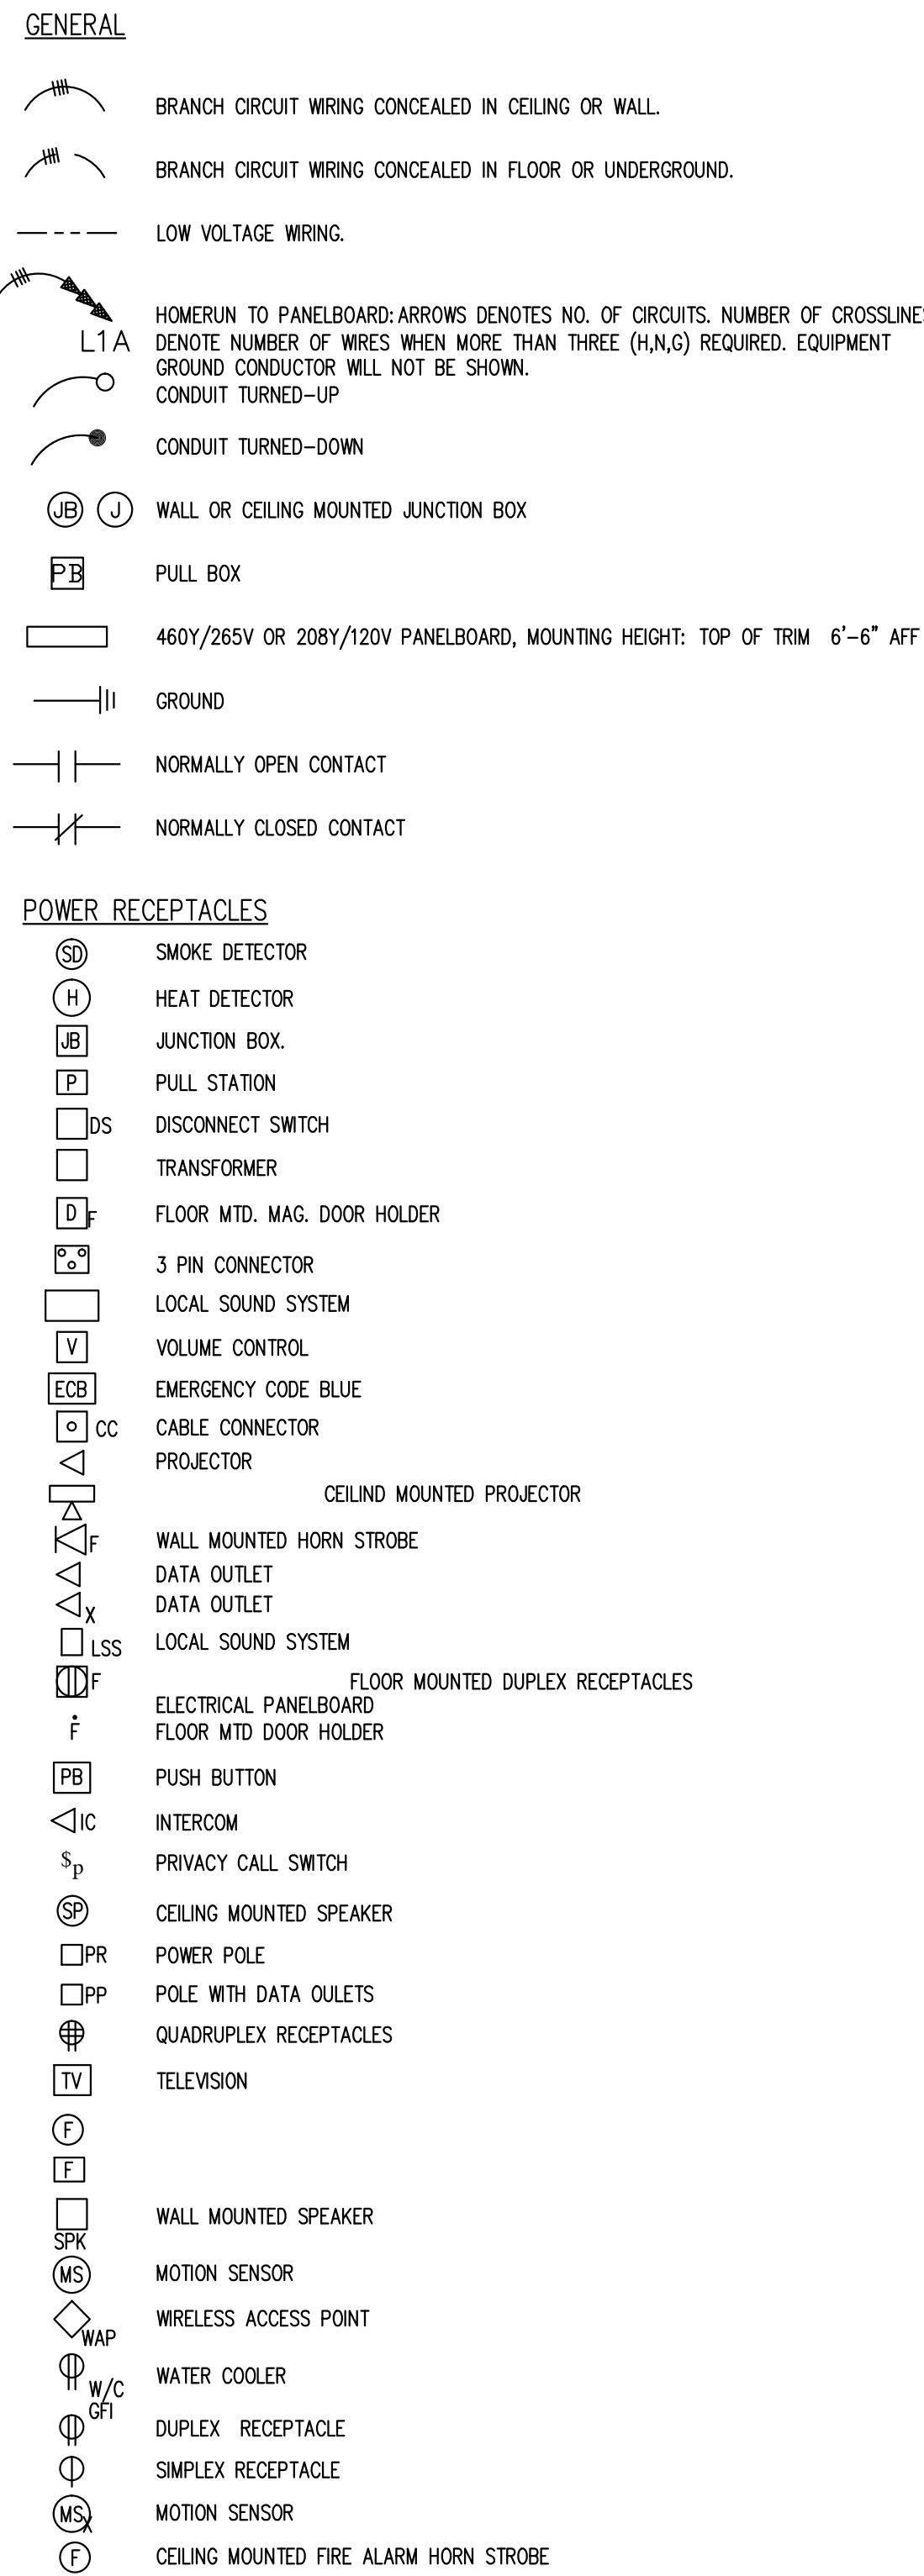 GENERAL
BRANCH CIRCUIT WIRING CONCEALED IN CEILING OR WALL.
BRANCH CIRCUIT WIRING CONCEALED IN FLOOR OR UNDERGROUND.
LOW VOLTAGE WIRING.
HOMERUN TO PANELBOARD: ARROWS DENOTES NO. OF CIRCUITS. NUMBER OF CROSSLINE
L1A DENOTE NUMBER OF WIRES WHEN MORE THAN THREE (H,N,G) REQUIRED. EQUIPMENT
GROUND CONDUCTOR WILL NOT BE SHOWN.
CONDUIT TURNED-UP
CONDUIT TURNED-DOWN
JB J WALL OR CEILING MOUNTED JUNCTION BOX
PB PULL BOX
460Y/265V OR 208Y/120V PANELBOARD, MOUNTING HEIGHT: TOP OF TRIM 6'-6" AFF
GROUND
NORMALLY OPEN CONTACT
NORMALLY CLOSED CONTACT
POWER RECEPTACLES
SD SMOKE DETECTOR
H HEAT DETECTOR
JB JUNCTION BOX.
P PULL STATION
DS DISCONNECT SWITCH
TRANSFORMER
D F FLOOR MTD. MAG. DOOR HOLDER
3 PIN CONNECTOR
LOCAL SOUND SYSTEM
V VOLUME CONTROL
ECB EMERGENCY CODE BLUE
CC CABLE CONNECTOR
PROJECTOR
CEILIND MOUNTED PROJECTOR
F WALL MOUNTED HORN STROBE
DATA OUTLET
X DATA OUTLET
LSS LOCAL SOUND SYSTEM
F FLOOR MOUNTED DUPLEX RECEPTACLES
ELECTRICAL PANELBOARD
F FLOOR MTD DOOR HOLDER
PB PUSH BUTTON
IC INTERCOM
$p PRIVACY CALL SWITCH
SP CEILING MOUNTED SPEAKER
PR POWER POLE
PP POLE WITH DATA OULETS
QUADRUPLEX RECEPTACLES
TV TELEVISION
F
F
WALL MOUNTED SPEAKER
SPK
MS MOTION SENSOR
WIRELESS ACCESS POINT
WAP
WATER COOLER
W/C
GFI
DUPLEX RECEPTACLE
SIMPLEX RECEPTACLE
MS X MOTION SENSOR
F CEILING MOUNTED FIRE ALARM HORN STROBE